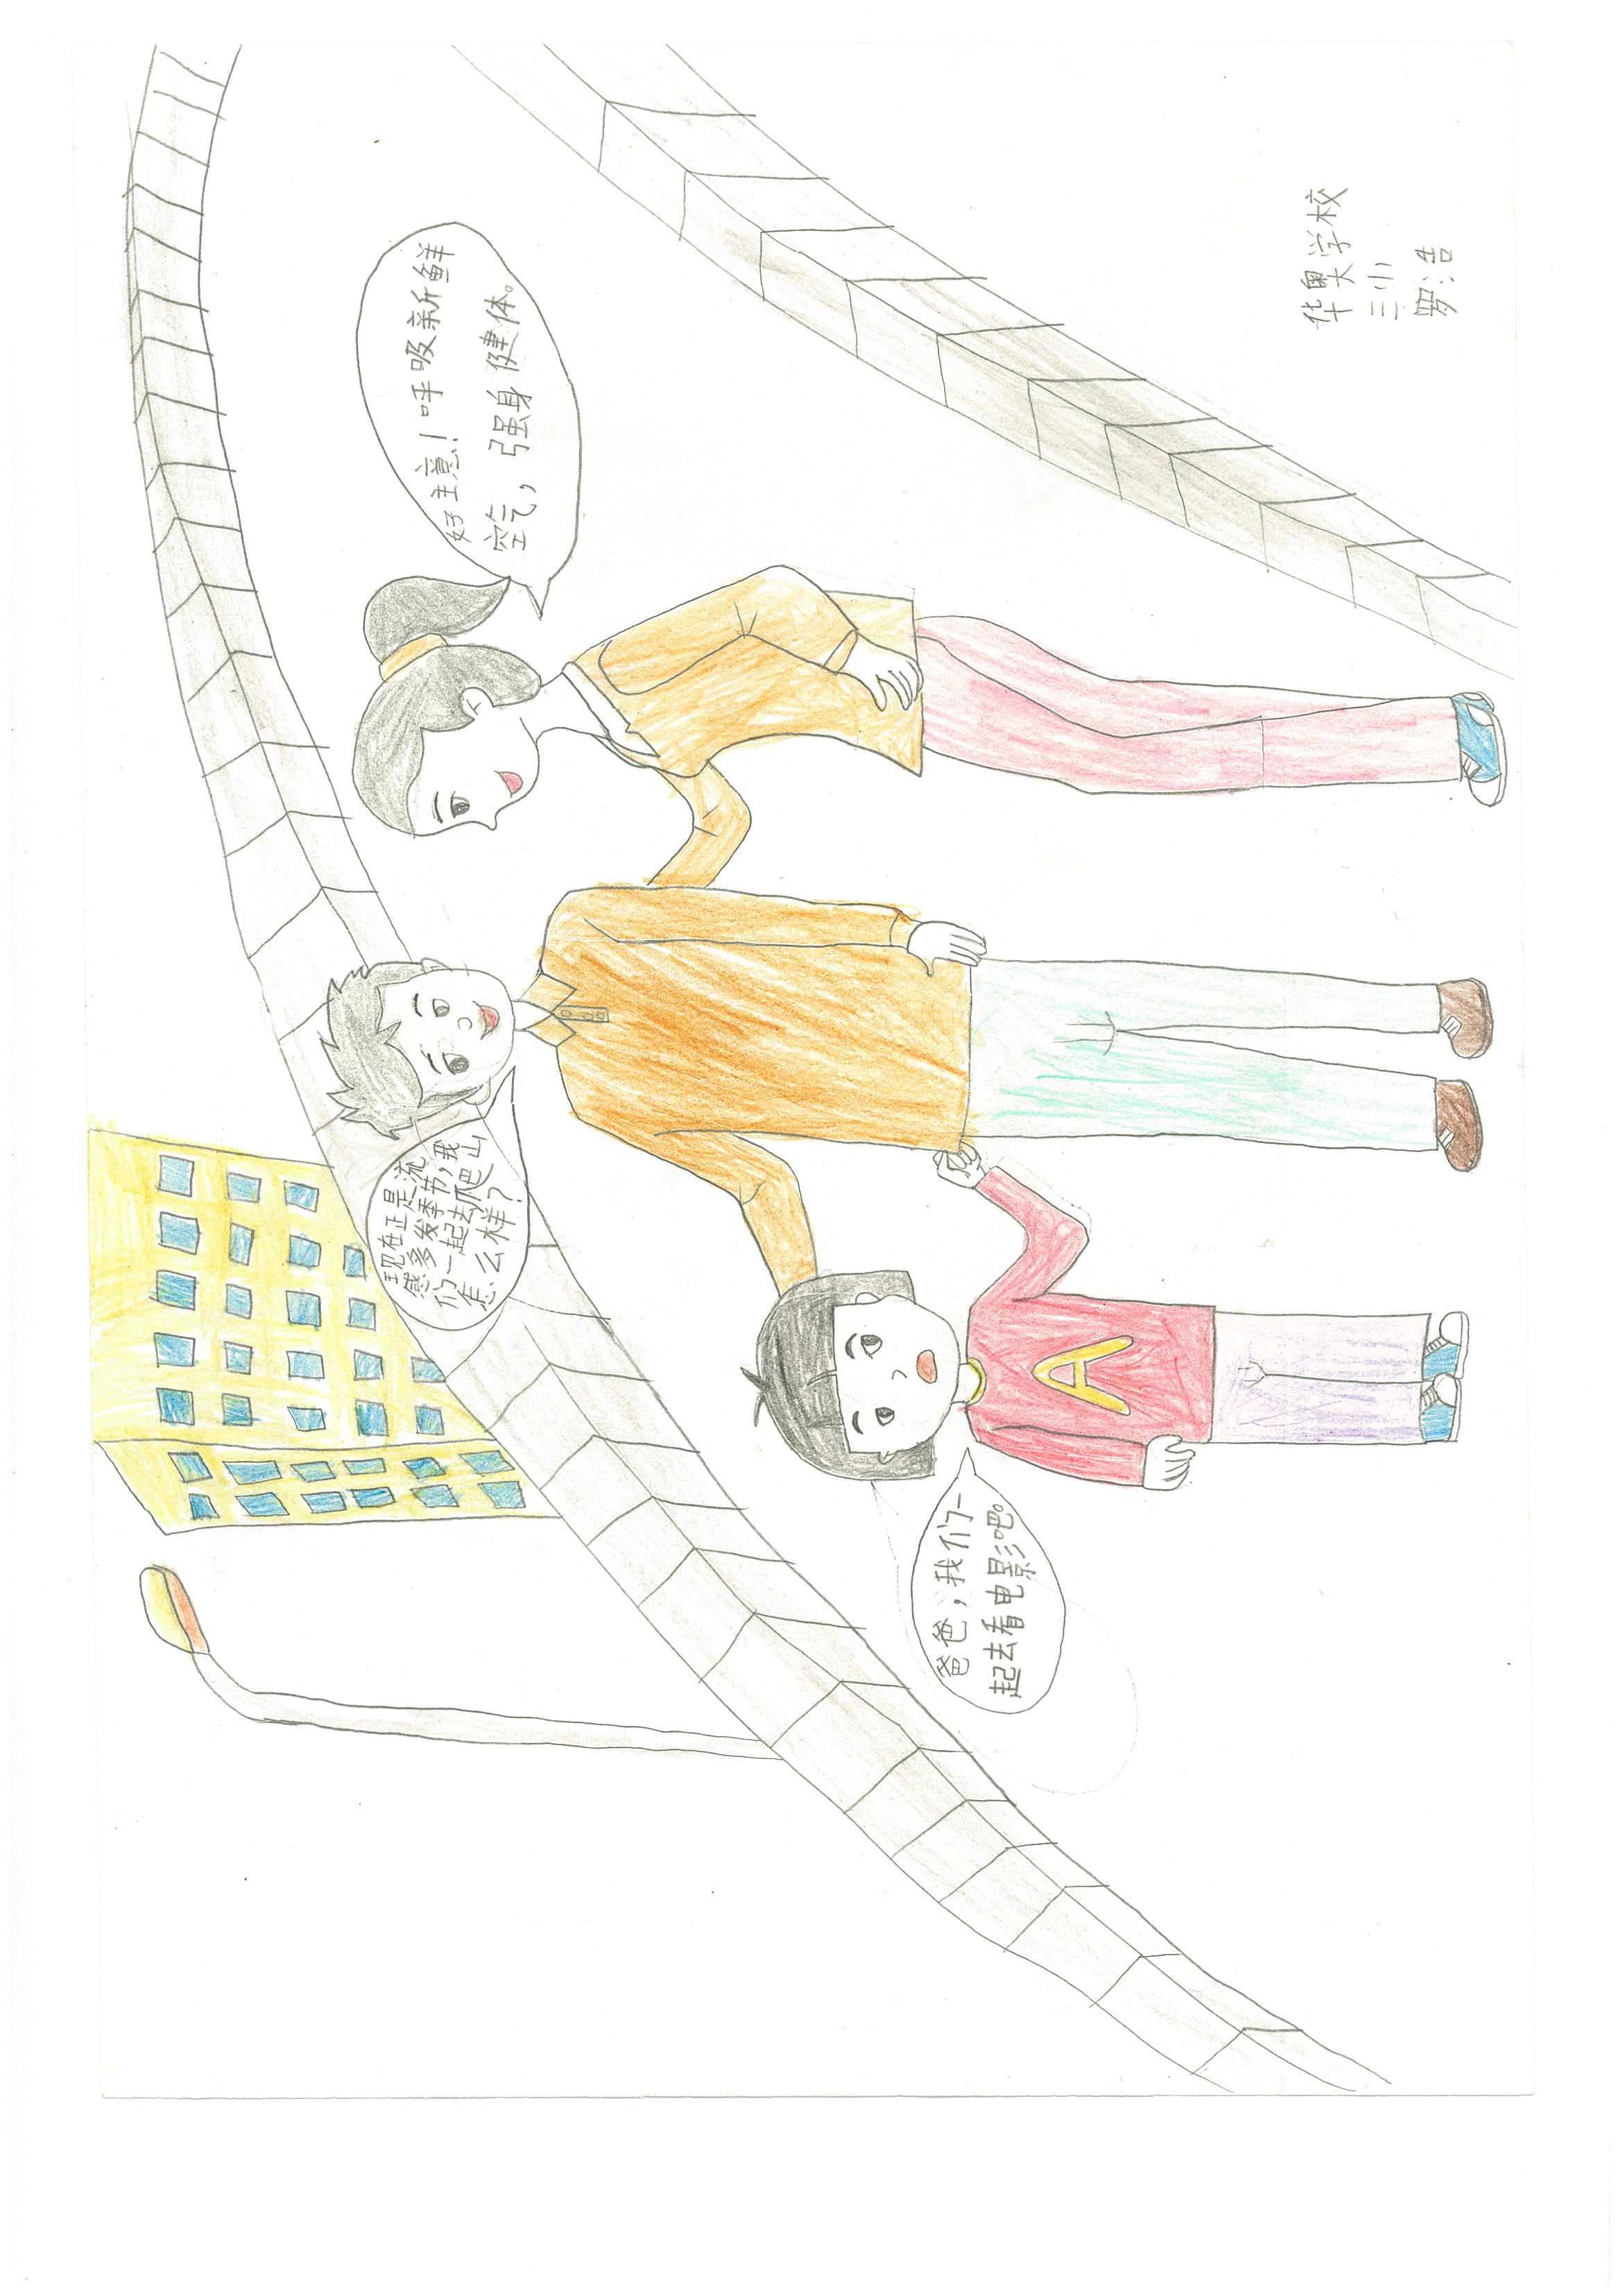 爸爸，我们一
起去看电影吧。
现在正是流
感多发季节，我
们一起去爬山
怎么样？
好主意！呼吸新鲜
空气，强身健体。
华奥学校
三小
罗浩